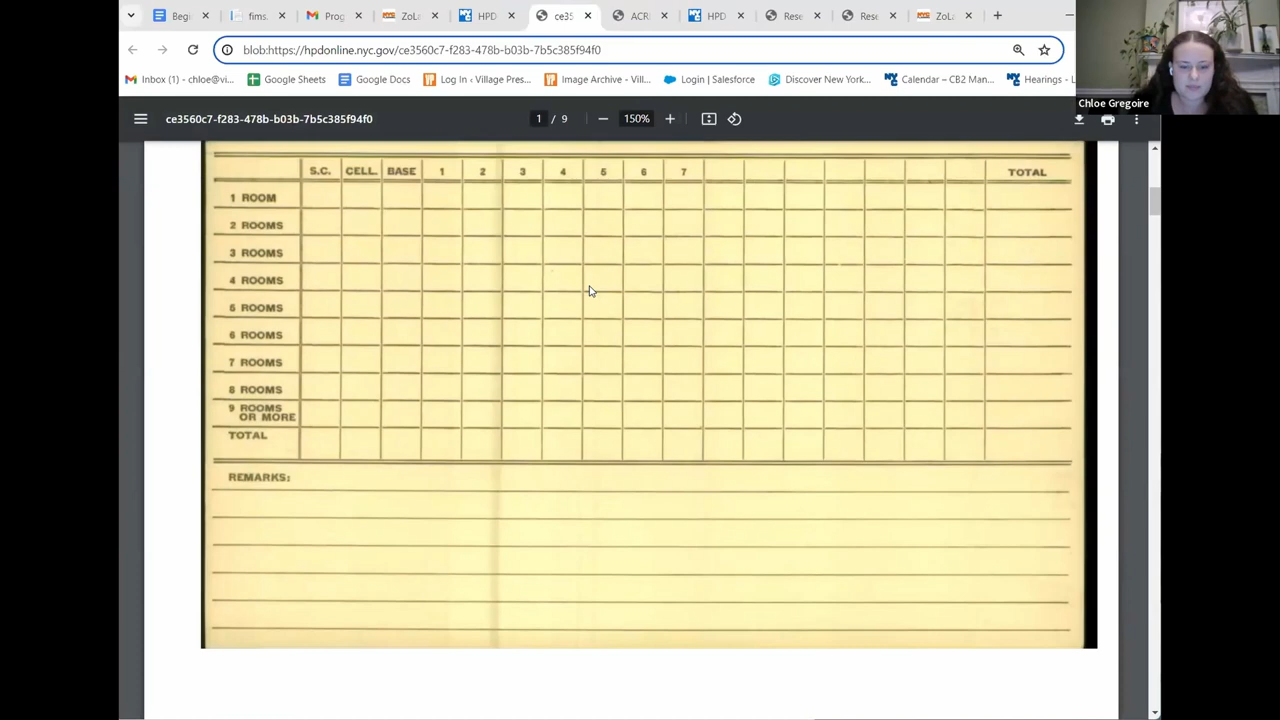 Begi
fims.
Prog
ZoLa
HPD
ce35
ACRI
HPD
Rese
Rese
ZoLa
blob:https://hpdonline.nyc.gov/ce3560c7-f283-478b-b03b-7b5c385f94f0
Inbox (1) - chloe@vi...
Google Sheets
Google Docs
Log In ‹ Village Pres...
Image Archive - Vill...
Login | Salesforce
Discover New York...
Calendar – CB2 Man...
Hearings - L
Chloe Gregoire
ce3560c7-f283-478b-b03b-7b5c385f94f0
1 / 9
150%
S.C. CELL. BASE 1 2 3 4 5 6 7 TOTAL
1 ROOM
2 ROOMS
3 ROOMS
4 ROOMS
5 ROOMS
6 ROOMS
7 ROOMS
8 ROOMS
9 ROOMS
OR MORE
TOTAL
REMARKS: